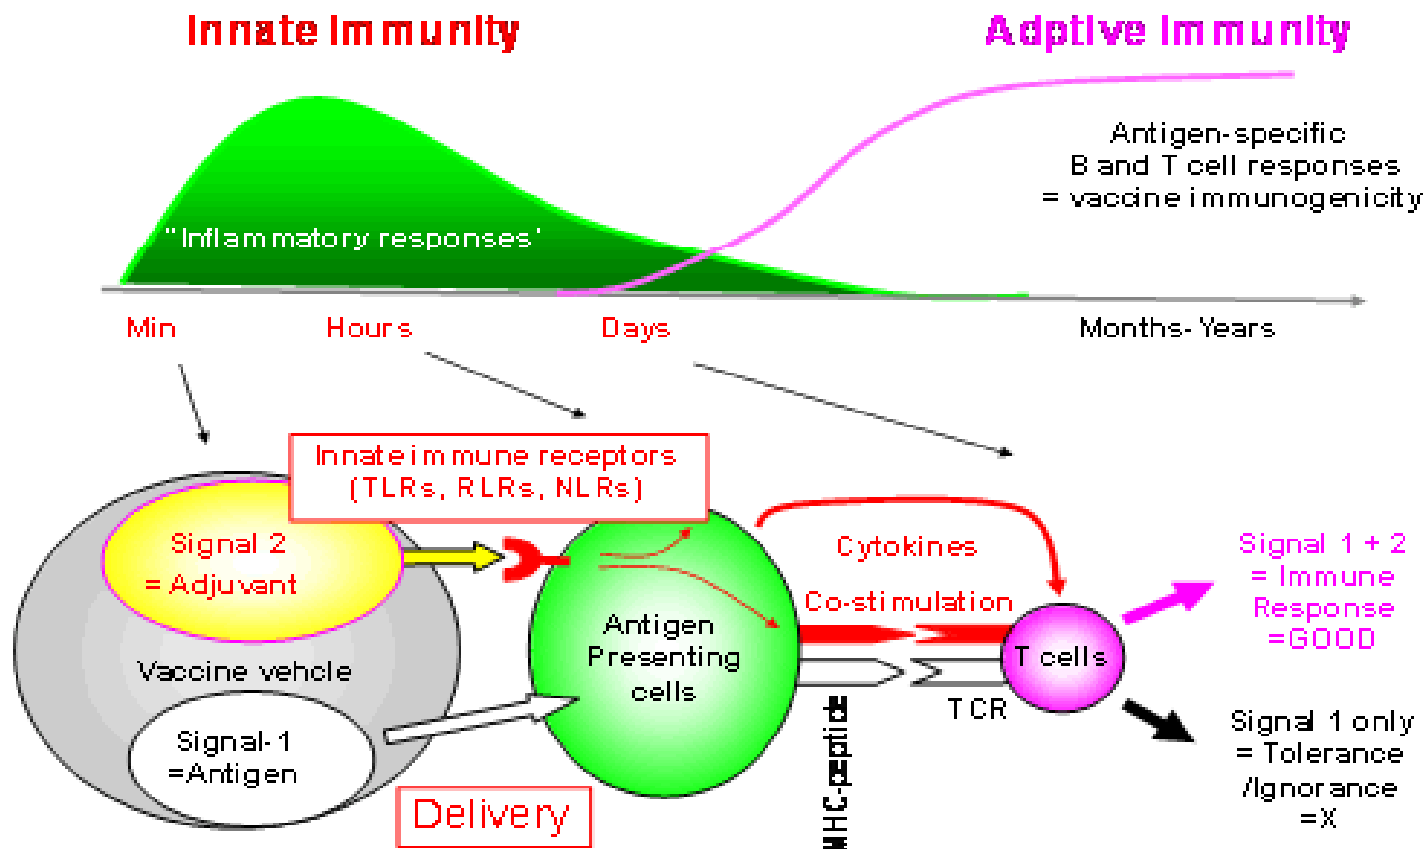 Innate Immunity
Adptive Immunity
Antigen-specific
B and T cell responses
= vaccine immunogenicity
"Inflammatory responses'
Min
Hours
Days
Months-Years
Innate immune receptors
(TLRs, RLRs, NLRs)
Signal 2
= Adjuvant
Vaccine vehcle
Signal-1
=Antigen
Delivery
Antigen
Presenting
cells
Cytokines
Co-stimulation
MHC-peptide
TCR
T cells
Signal 1 + 2
= Immune
Response
=GOOD
Signal 1 only
= Tolerance
/Ignorance
=X